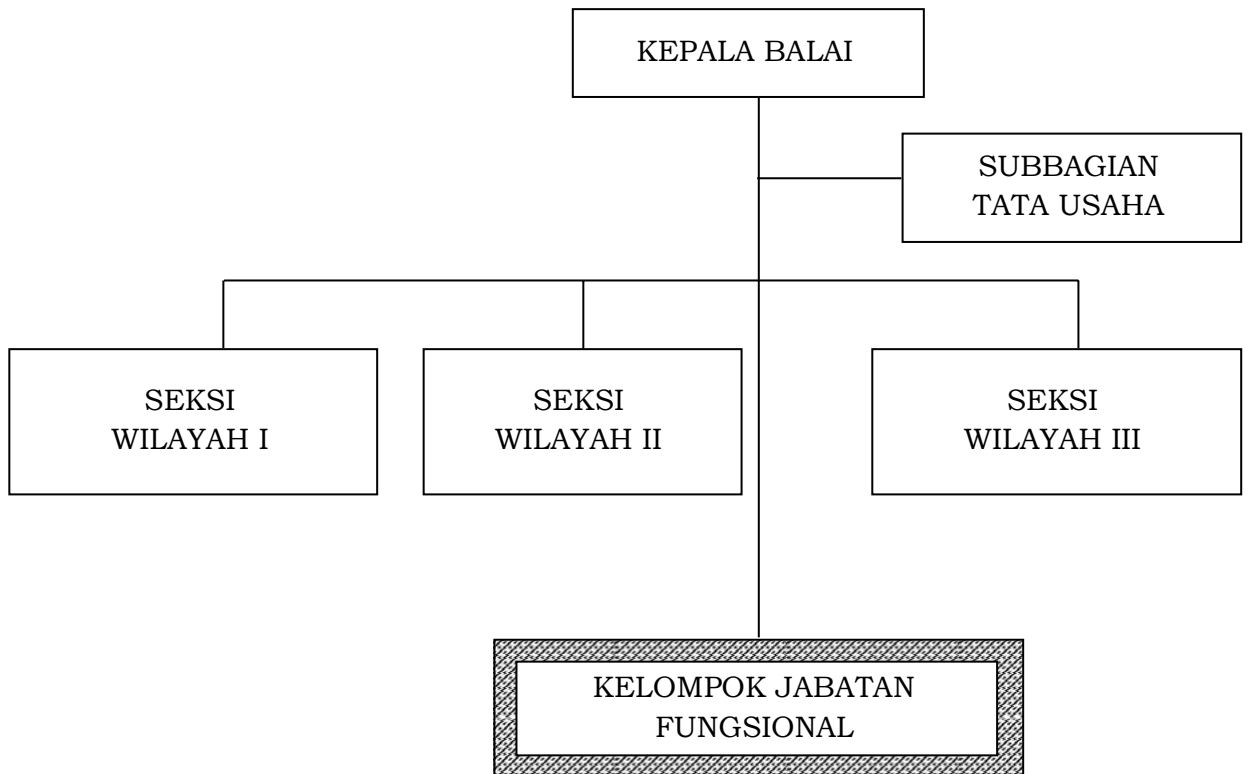 KEPALA BALAI
SUBBAGIAN
TATA USAHA
SEKSI
WILAYAH I
SEKSI
WILAYAH II
SEKSI
WILAYAH III
KELOMPOK JABATAN
FUNGSIONAL